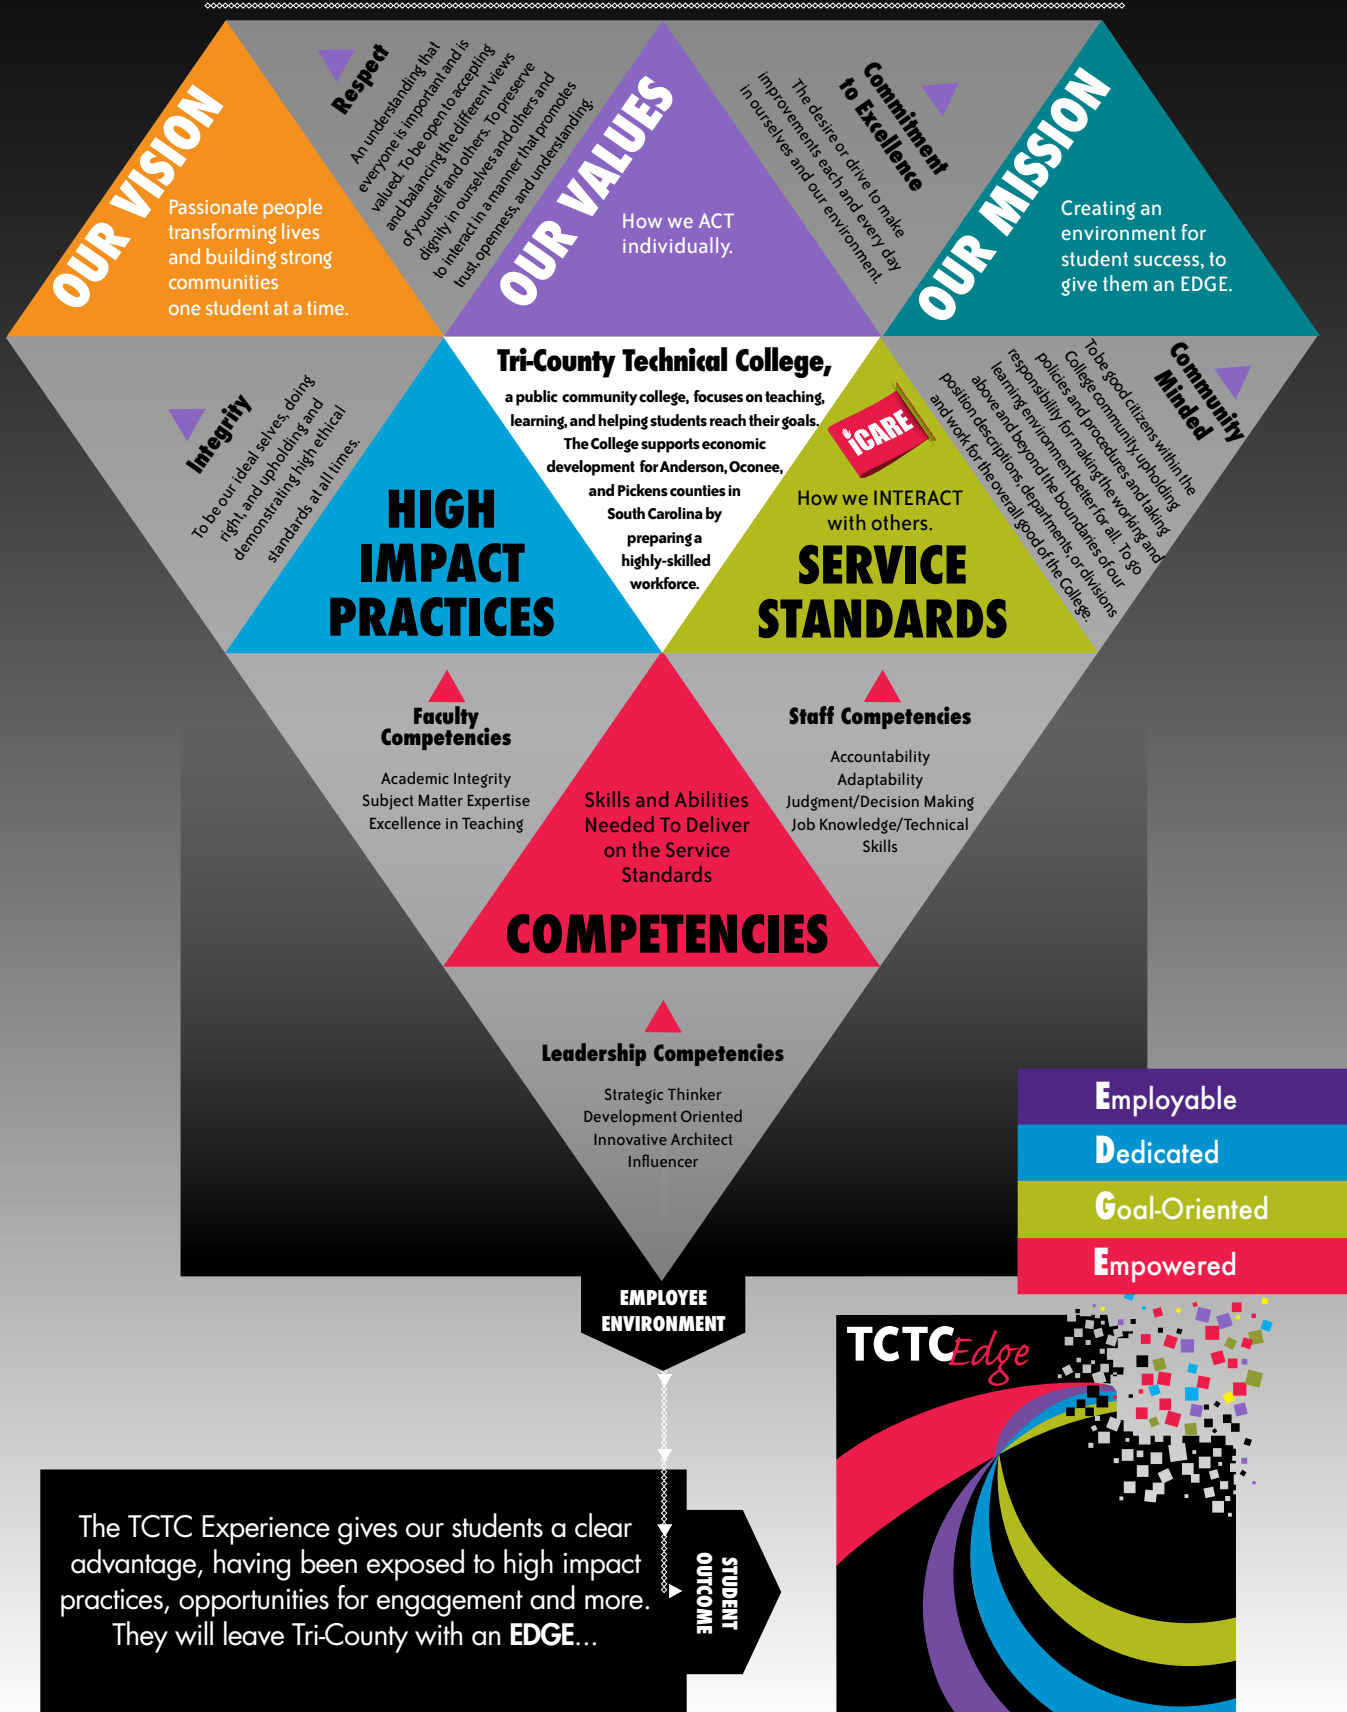 OUR VISION
Passionate people
transforming lives
and building strong
communities
one student at a time.
Respect
An understanding that
everyone is important and is
valued. To be open to accepting
and balancing the different views
of yourself and others. To preserve
dignity in ourselves and others and
to interact in a manner that promotes
trust, openness, and understanding.
OUR VALUES
How we ACT
individually.
Commitment
to Excellence
The desire or drive to make
improvements each and every day
in ourselves and our environment.
OUR MISSION
Creating an
environment for
student success, to
give them an EDGE.
Integrity
To be our ideal selves, doing
right, and upholding and
demonstrating high ethical
standards at all times.
HIGH
IMPACT
PRACTICES
Tri-County Technical College,
a public community college, focuses on teaching,
learning, and helping students reach their goals.
The College supports economic
development for Anderson, Oconee,
and Pickens counties in
South Carolina by
preparing a
highly-skilled
workforce.
iCARE
How we INTERACT
with others.
SERVICE
STANDARDS
Community
Minded
To be good citizens within the
College community, upholding
policies and procedures and taking
responsibility for making the working and
learning environment better for all. To go
above and beyond the boundaries of our
position descriptions, departments, or divisions
and work for the overall good of the College.
Faculty
Competencies
Academic Integrity
Subject Matter Expertise
Excellence in Teaching
Skills and Abilities
Needed To Deliver
on the Service
Standards
COMPETENCIES
Staff Competencies
Accountability
Adaptability
Judgment/Decision Making
Job Knowledge/Technical
Skills
Leadership Competencies
Strategic Thinker
Development Oriented
Innovative Architect
Influencer
EMPLOYEE
ENVIRONMENT
Employable
Dedicated
Goal-Oriented
Empowered
TCTC Edge
The TCTC Experience gives our students a clear
advantage, having been exposed to high impact
practices, opportunities for engagement and more.
They will leave Tri-County with an EDGE...
STUDENT
OUTCOME